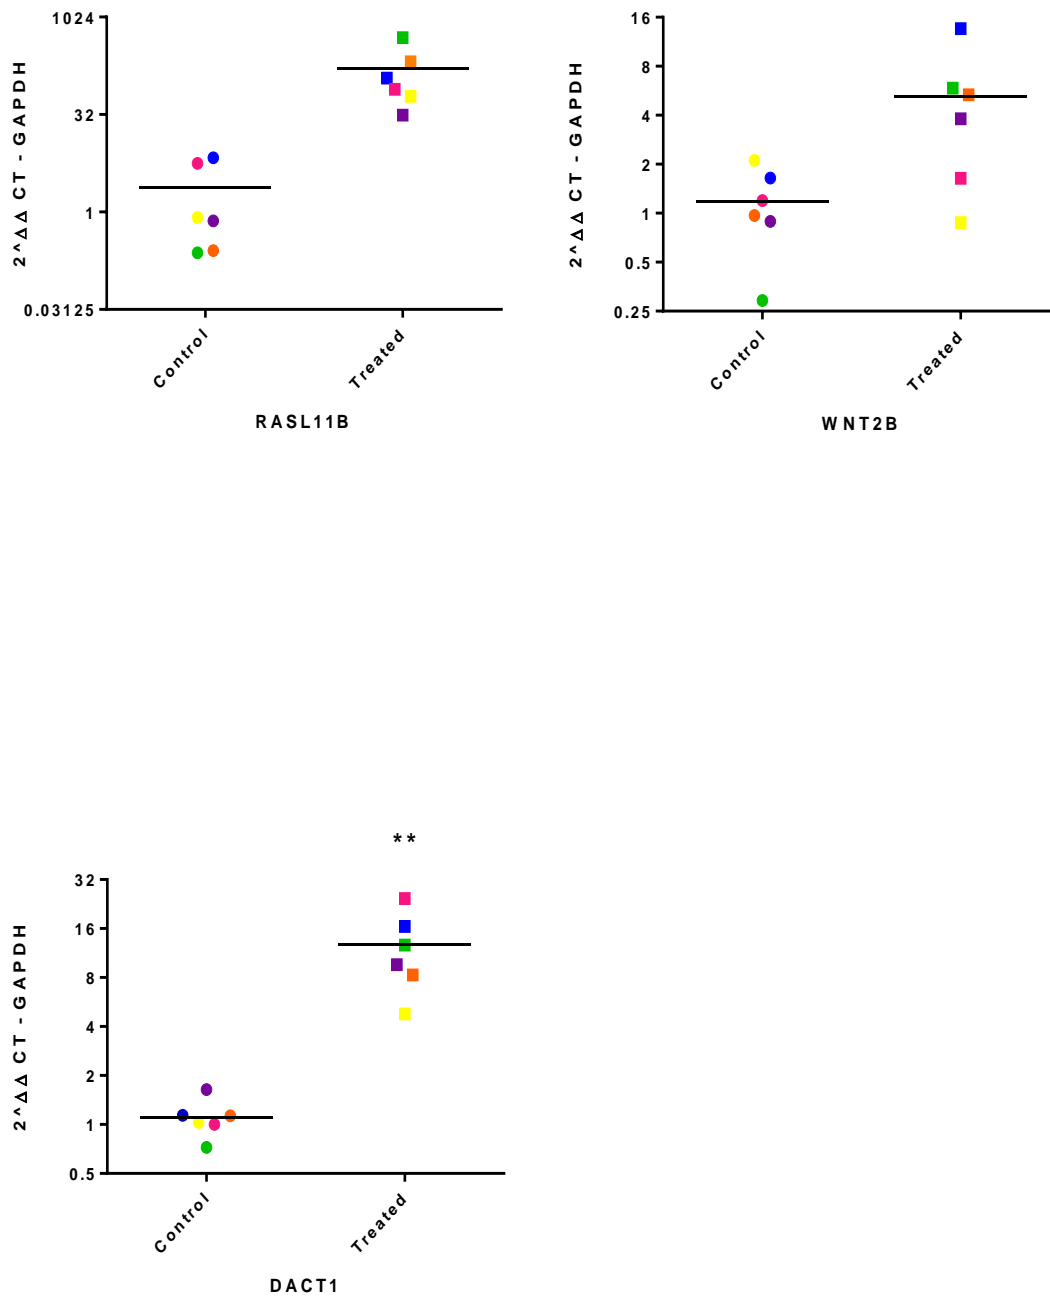 2^ΔΔ CT - GAPDH
1024
32
1
0.03125
Control
Treated
RASL11B
2^ΔΔ CT - GAPDH
16
8
4
2
1
0.5
0.25
Control
Treated
WNT2B
**
2^ΔΔ CT - GAPDH
32
16
8
4
2
1
0.5
Control
Treated
DACT1